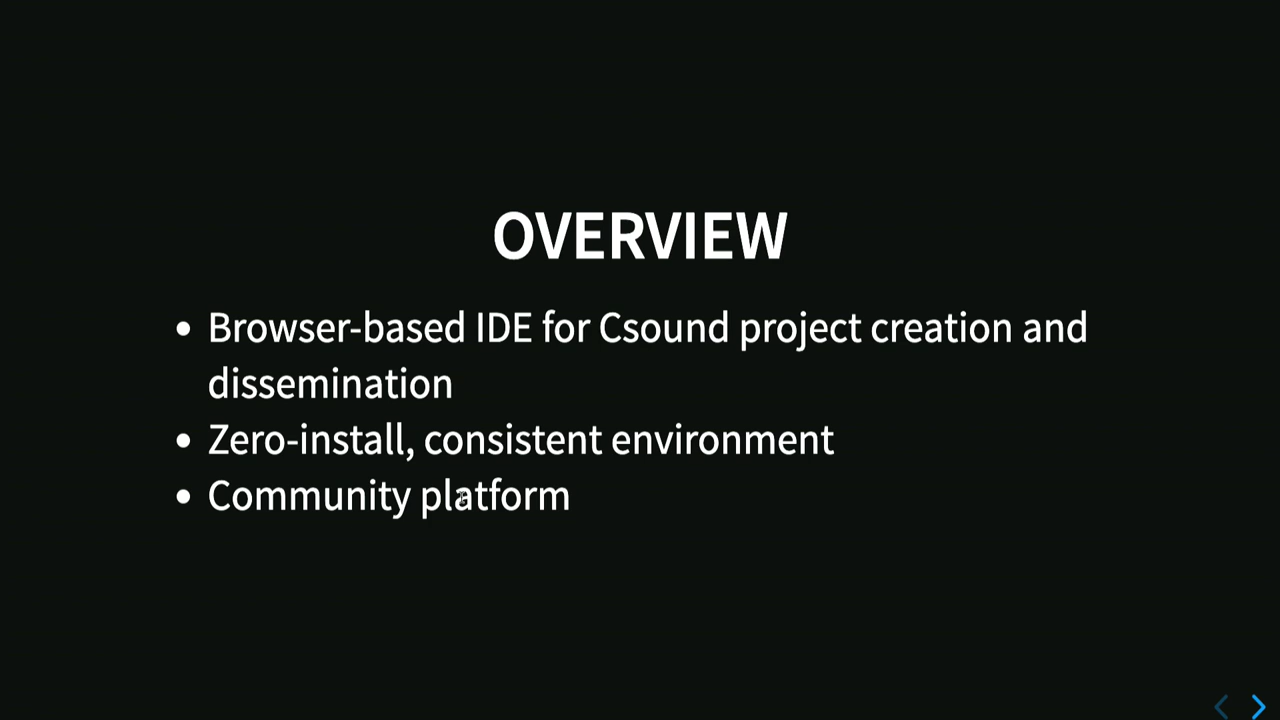 OVERVIEW
• Browser-based IDE for Csound project creation and
dissemination
• Zero-install, consistent environment
• Community platform